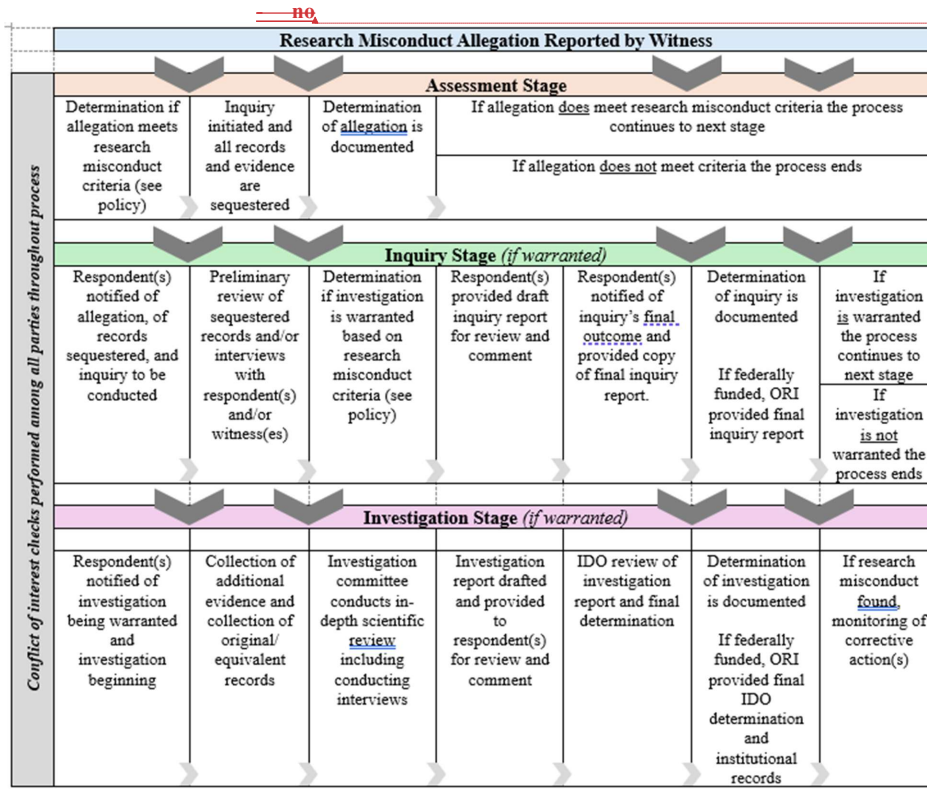 no
Research Misconduct Allegation Reported by Witness
Conflict of interest checks performed among all parties throughout process
Assessment Stage
Determination if
allegation meets
research
misconduct
criteria (see
policy)
Inquiry
initiated and
all records
and evidence
are
sequestered
Determination
of allegation is
documented
If allegation does meet research misconduct criteria the process
continues to next stage
If allegation does not meet criteria the process ends
Inquiry Stage (if warranted)
Respondent(s)
notified of
allegation, of
records
sequestered, and
inquiry to be
conducted
Preliminary
review of
sequestered
records and/or
interviews
with
respondent(s)
and/or
witness(es)
Determination
if investigation
is warranted
based on
research
misconduct
criteria (see
policy)
Respondent(s)
provided draft
inquiry report
for review and
comment
Respondent(s)
notified of
inquiry's final
outcome and
provided copy
of final inquiry
report.
Determination
of inquiry is
documented
If federally
funded, ORI
provided final
inquiry report
If
investigation
is warranted
the process
continues to
next stage
If
investigation
is not
warranted the
process ends
Investigation Stage (if warranted)
Respondent(s)
notified of
investigation
being warranted
and
investigation
beginning
Collection of
additional
evidence and
collection of
original/
equivalent
records
Investigation
committee
conducts in-
depth scientific
review
including
conducting
interviews
Investigation
report drafted
and provided
to
respondent(s)
for review and
comment
IDO review of
investigation
report and final
determination
Determination
of investigation
is documented
If federally
funded, ORI
provided final
IDO
determination
and
institutional
records
If research
misconduct
found,
monitoring of
corrective
action(s)